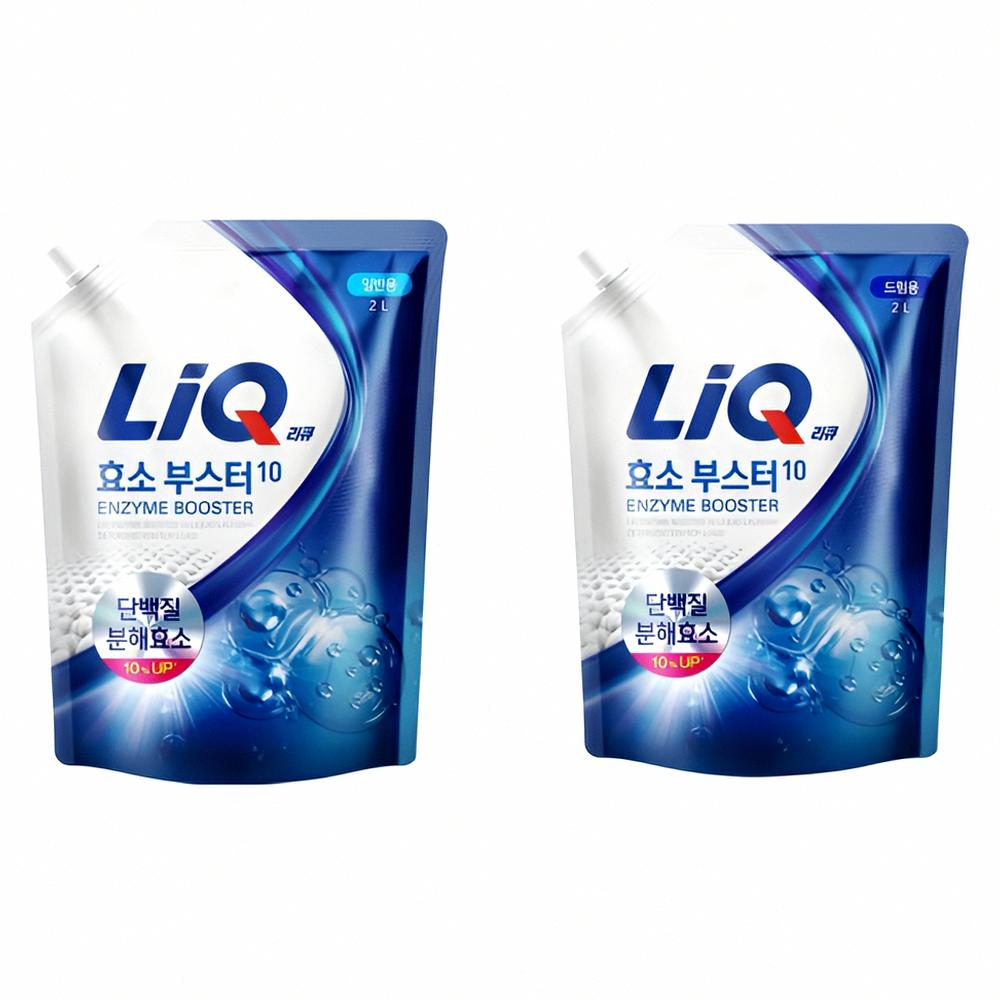 일반용
2 L
LiQ 리큐
효소 부스터10
ENZYME BOOSTER
단백질
분해효소
10% UP
드럼용
2 L
LiQ 리큐
효소 부스터10
ENZYME BOOSTER
단백질
분해효소
10% UP